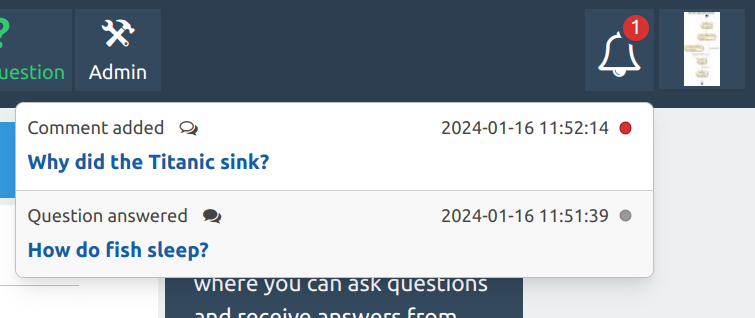 ?
uestion
Admin
1
Comment added 2024-01-16 11:52:14
Why did the Titanic sink?
Question answered 2024-01-16 11:51:39
How do fish sleep?
where you can ask questions
and receive answers from